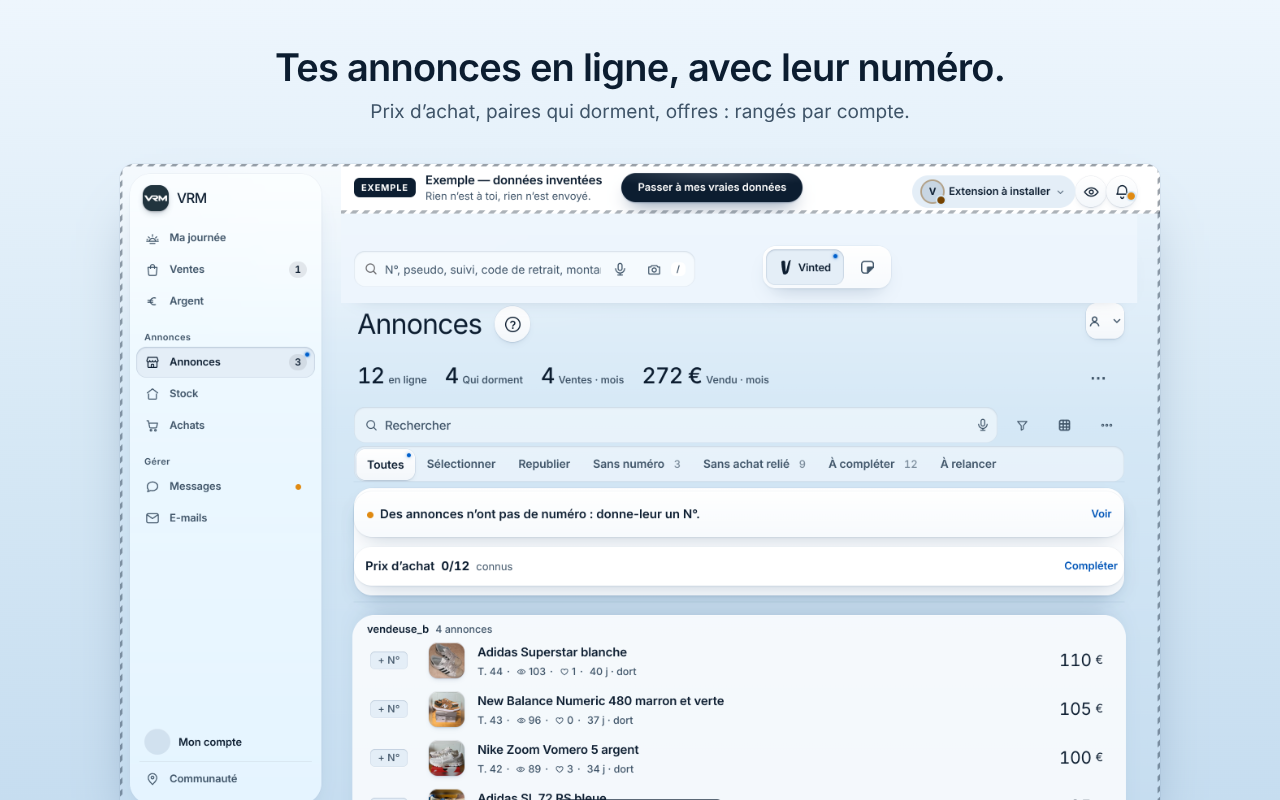 Tes annonces en ligne, avec leur numéro.
Prix d’achat, paires qui dorment, offres : rangés par compte.
VRM
VRM
EXEMPLE
Exemple — données inventées
Rien n’est à toi, rien n’est envoyé.
Passer à mes vraies données
V
Extension à installer
Ma journée
Ventes 1
Argent
Annonces
Annonces 3
Stock
Achats
Gérer
Messages
E-mails
Mon compte
Communauté
N°, pseudo, suivi, code de retrait, monta
/
Vinted
Annonces
?
12 en ligne 4 Qui dorment 4 Ventes · mois 272 € Vendu · mois
Rechercher
Toutes Sélectionner Republier Sans numéro 3 Sans achat relié 9 À compléter 12 À relancer
Des annonces n’ont pas de numéro : donne-leur un N°. Voir
Prix d’achat 0/12 connus Compléter
vendeuse_b 4 annonces
+ N°
Adidas Superstar blanche
T. 44 · 103 · 1 · 40 j · dort
110 €
+ N°
New Balance Numeric 480 marron et verte
T. 43 · 96 · 0 · 37 j · dort
105 €
+ N°
Nike Zoom Vomero 5 argent
T. 42 · 89 · 3 · 34 j · dort
100 €
Adidas SL 72 RS bleue